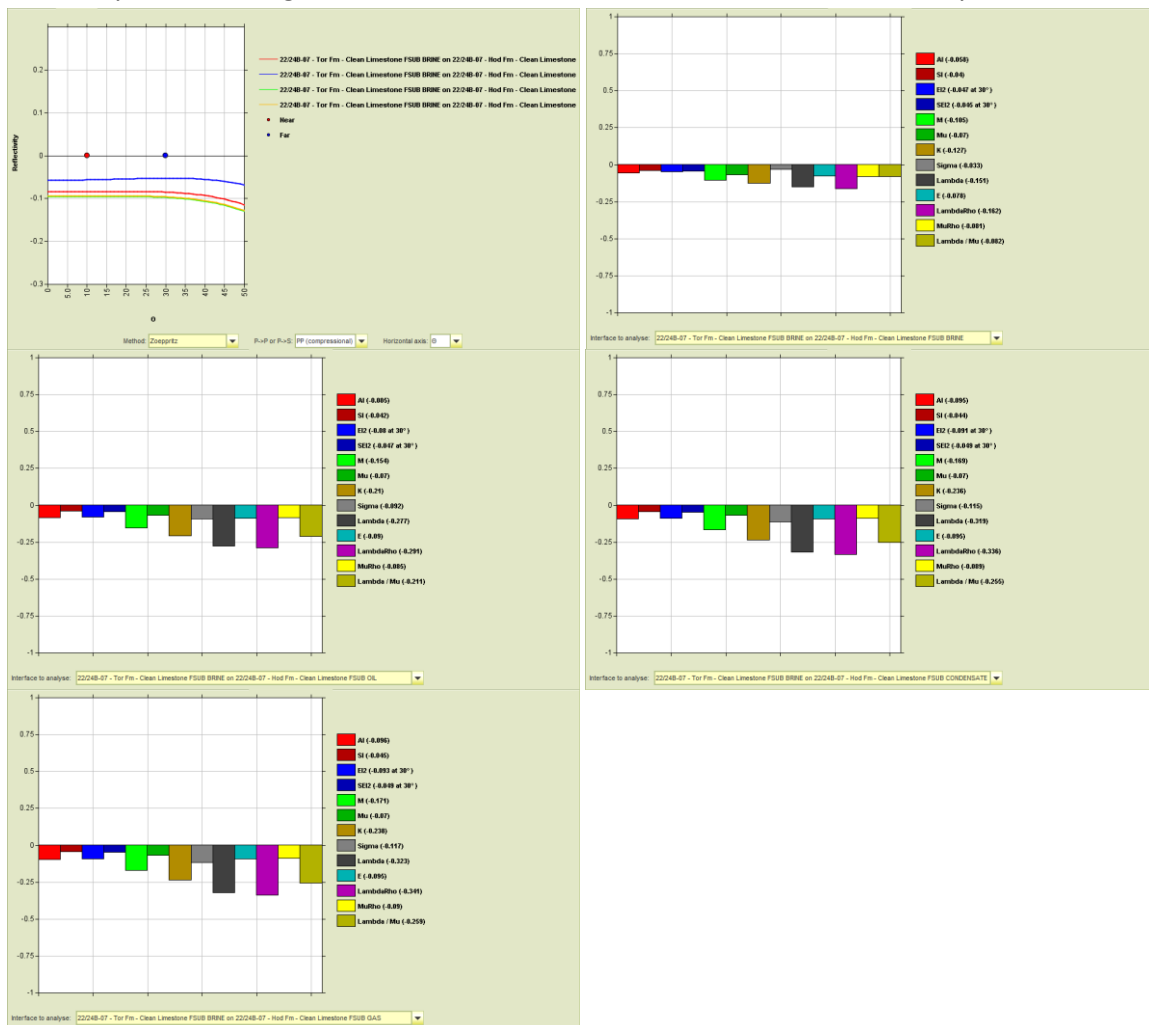 0.2
0.1
0
-0.1
-0.2
-0.3
Reflectivity
0 5.0 10 15 20 25 30 35 40 45 50
Θ
22/24B-07 - Tor Fm - Clean Limestone FSUB BRINE on 22/24B-07 - Hod Fm - Clean Limestone
22/24B-07 - Tor Fm - Clean Limestone FSUB BRINE on 22/24B-07 - Hod Fm - Clean Limestone
22/24B-07 - Tor Fm - Clean Limestone FSUB BRINE on 22/24B-07 - Hod Fm - Clean Limestone
22/24B-07 - Tor Fm - Clean Limestone FSUB BRINE on 22/24B-07 - Hod Fm - Clean Limestone
Near
Far
Method: Zoeppritz P->P or P->S: PP (compressional) Horizontal axis: Θ
1
0.75
0.5
0.25
0
-0.25
-0.5
-0.75
-1
AI (-0.058)
SI (-0.04)
EI2 (-0.047 at 30°)
SEI2 (-0.045 at 30°)
M (-0.105)
Mu (-0.07)
K (-0.127)
Sigma (-0.033)
Lambda (-0.151)
E (-0.078)
LambdaRho (-0.162)
MuRho (-0.081)
Lambda / Mu (-0.082)
Interface to analyse: 22/24B-07 - Tor Fm - Clean Limestone FSUB BRINE on 22/24B-07 - Hod Fm - Clean Limestone FSUB BRINE
1
0.75
0.5
0.25
0
-0.25
-0.5
-0.75
-1
AI (-0.085)
SI (-0.042)
EI2 (-0.08 at 30°)
SEI2 (-0.047 at 30°)
M (-0.154)
Mu (-0.07)
K (-0.21)
Sigma (-0.092)
Lambda (-0.277)
E (-0.09)
LambdaRho (-0.291)
MuRho (-0.085)
Lambda / Mu (-0.211)
Interface to analyse: 22/24B-07 - Tor Fm - Clean Limestone FSUB BRINE on 22/24B-07 - Hod Fm - Clean Limestone FSUB OIL
1
0.75
0.5
0.25
0
-0.25
-0.5
-0.75
-1
AI (-0.095)
SI (-0.044)
EI2 (-0.091 at 30°)
SEI2 (-0.049 at 30°)
M (-0.169)
Mu (-0.07)
K (-0.236)
Sigma (-0.115)
Lambda (-0.319)
E (-0.095)
LambdaRho (-0.336)
MuRho (-0.089)
Lambda / Mu (-0.255)
Interface to analyse: 22/24B-07 - Tor Fm - Clean Limestone FSUB BRINE on 22/24B-07 - Hod Fm - Clean Limestone FSUB CONDENSATE
1
0.75
0.5
0.25
0
-0.25
-0.5
-0.75
-1
AI (-0.096)
SI (-0.045)
EI2 (-0.093 at 30°)
SEI2 (-0.049 at 30°)
M (-0.171)
Mu (-0.07)
K (-0.238)
Sigma (-0.117)
Lambda (-0.323)
E (-0.095)
LambdaRho (-0.341)
MuRho (-0.09)
Lambda / Mu (-0.259)
Interface to analyse: 22/24B-07 - Tor Fm - Clean Limestone FSUB BRINE on 22/24B-07 - Hod Fm - Clean Limestone FSUB GAS